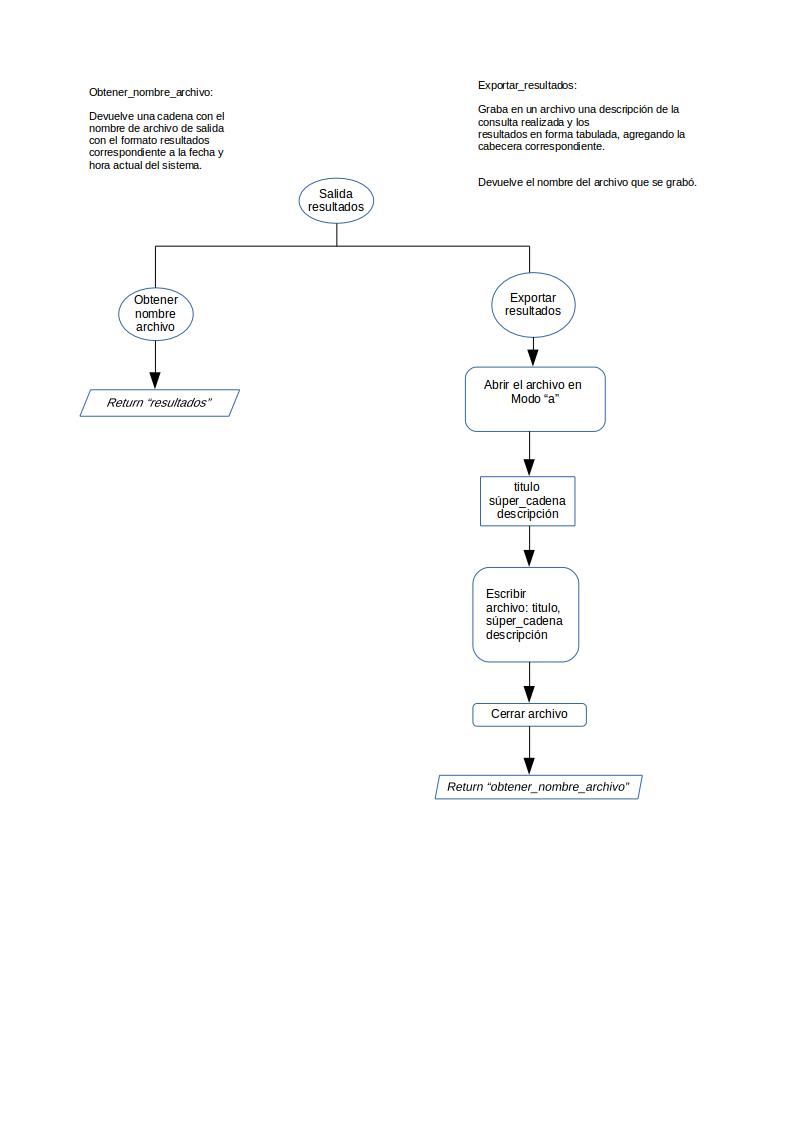 Obtener_nombre_archivo:
Devuelve una cadena con el
nombre de archivo de salida
con el formato resultados
correspondiente a la fecha y
hora actual del sistema.
Exportar_resultados:
Graba en un archivo una descripción de la
consulta realizada y los
resultados en forma tabulada, agregando la
cabecera correspondiente.
Devuelve el nombre del archivo que se grabó.
Salida
resultados
Obtener
nombre
archivo
Return “resultados”
Exportar
resultados
Abrir el archivo en
Modo “a”
titulo
súper_cadena
descripción
Escribir
archivo: titulo,
súper_cadena
descripción
Cerrar archivo
Return “obtener_nombre_archivo”